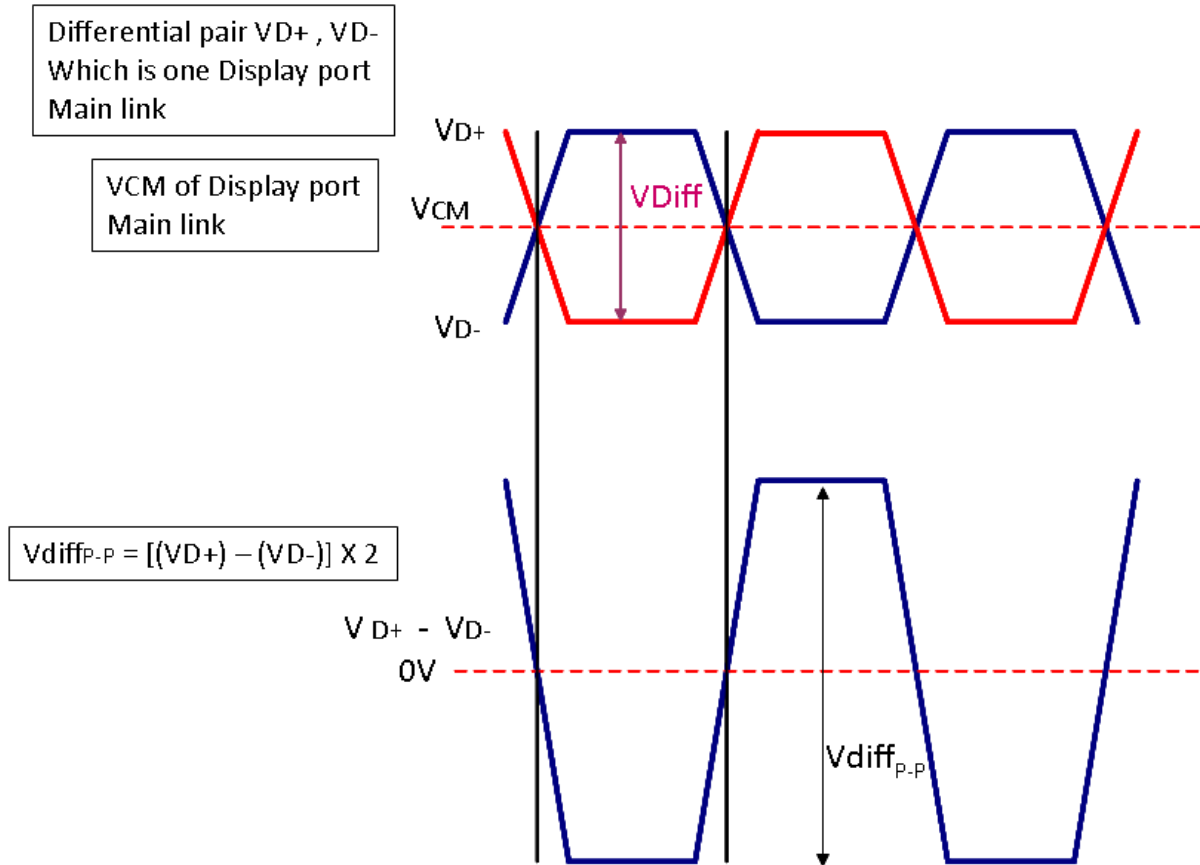 Differential pair VD+ , VD-
Which is one Display port
Main link
VCM of Display port
Main link
VD+
VDiff
VCM
VD-
VdiffP-P = [(VD+) – (VD-)] X 2
V D+ - VD-
0V
VdiffP-P